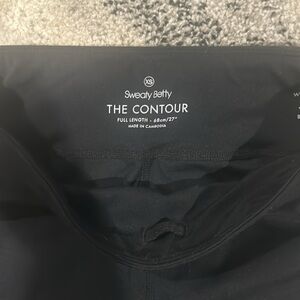 XS
Sweaty Betty
THE CONTOUR
FULL LENGTH - 68cm/27"
MADE IN CAMBODIA